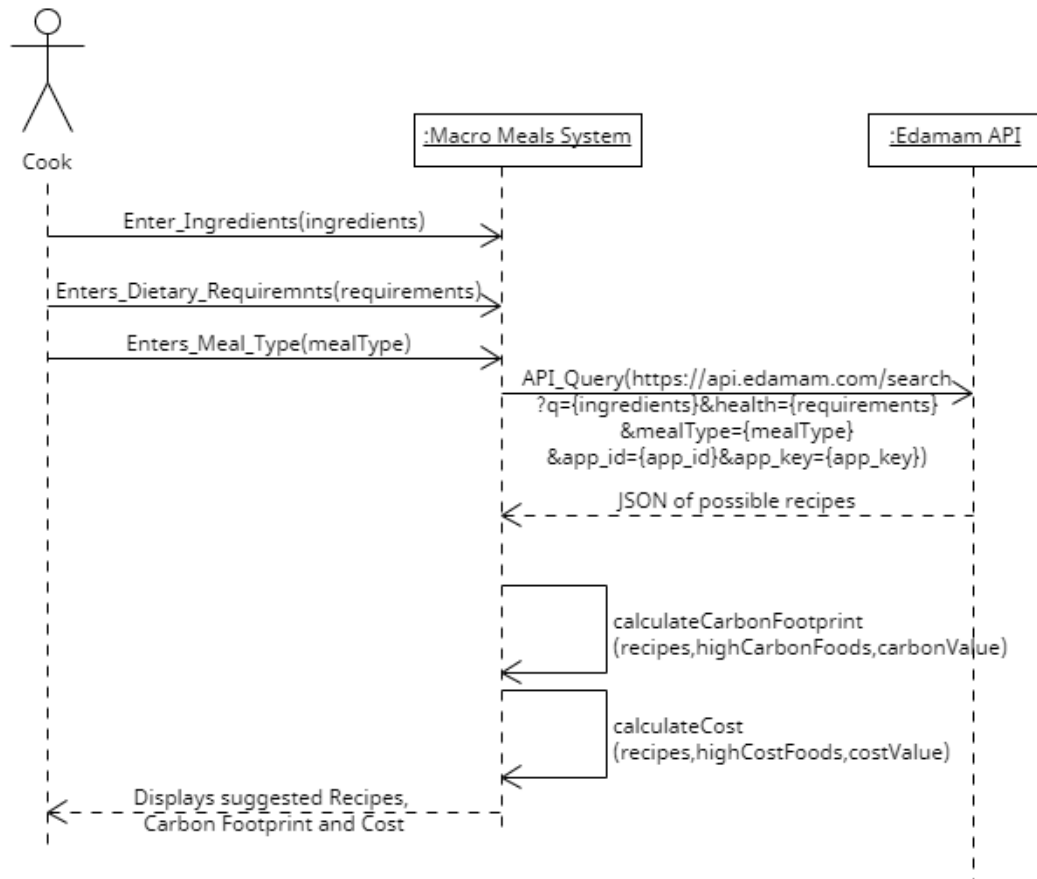 Cook
:Macro Meals System
:Edamam API
Enter_Ingredients(ingredients)
Enters_Dietary_Requiremnts(requirements)
Enters_Meal_Type(mealType)
API_Query(https://api.edamam.com/search
?q={ingredients}&health={requirements}
&mealType={mealType}
&app_id={app_id}&app_key={app_key})
JSON of possible recipes
calculateCarbonFootprint
(recipes,highCarbonFoods,carbonValue)
calculateCost
(recipes,highCostFoods,costValue)
Displays suggested Recipes,
Carbon Footprint and Cost